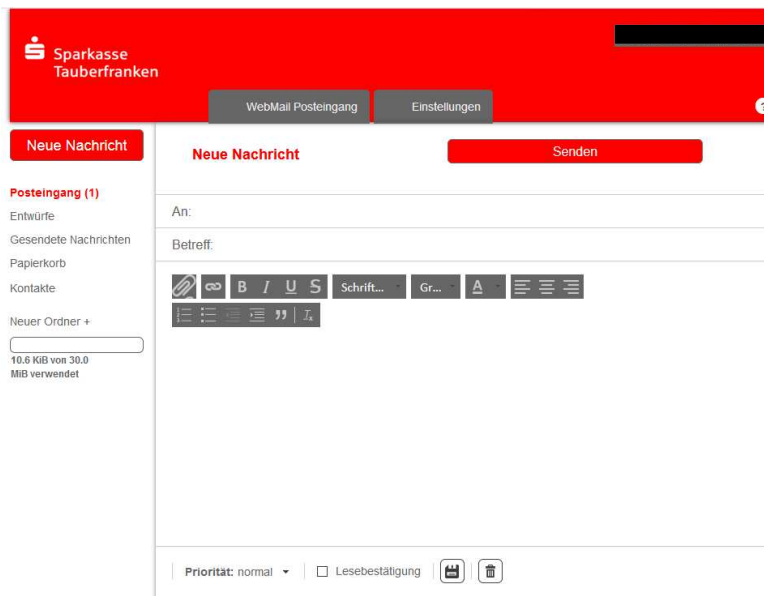 Sparkasse
Tauberfranken
WebMail Posteingang
Einstellungen
?
Neue Nachricht
Neue Nachricht
Senden
Posteingang (1)
Entwürfe
Gesendete Nachrichten
Papierkorb
Kontakte
Neuer Ordner +
10.6 KiB von 30.0
MiB verwendet
An:
Betreff:
B I U S Schrift... Gr... A
Priorität: normal
Lesebestätigung